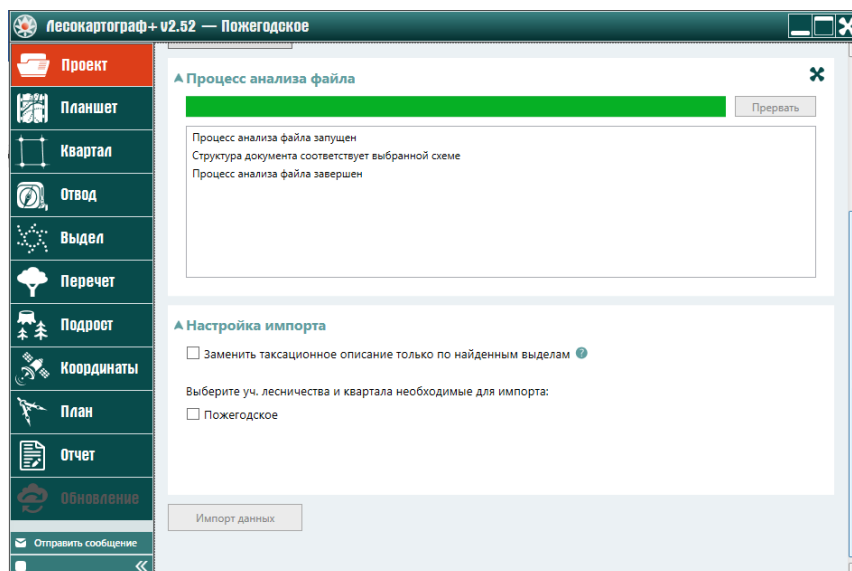 Лесокартограф+ v2.52 — Пожегодское
Проект
Планшет
Квартал
Отвод
Выдел
Перечет
Подрост
Координаты
План
Отчет
Обновление
Отправить сообщение
Процесс анализа файла
Прервать
Процесс анализа файла запущен
Структура документа соответствует выбранной схеме
Процесс анализа файла завершен
Настройка импорта
Заменить таксационное описание только по найденным выделам ?
Выберите уч. лесничества и квартала необходимые для импорта:
Пожегодское
Импорт данных